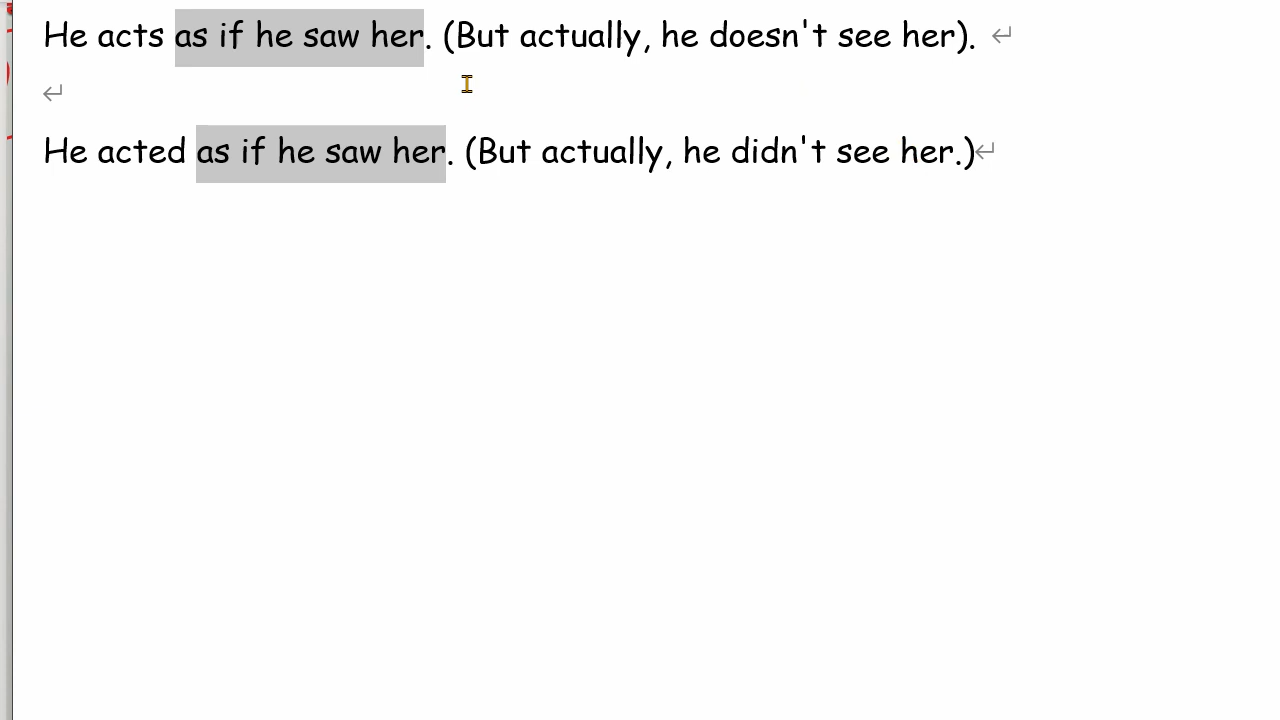 He acts as if he saw her. (But actually, he doesn't see her).
He acted as if he saw her. (But actually, he didn't see her.)